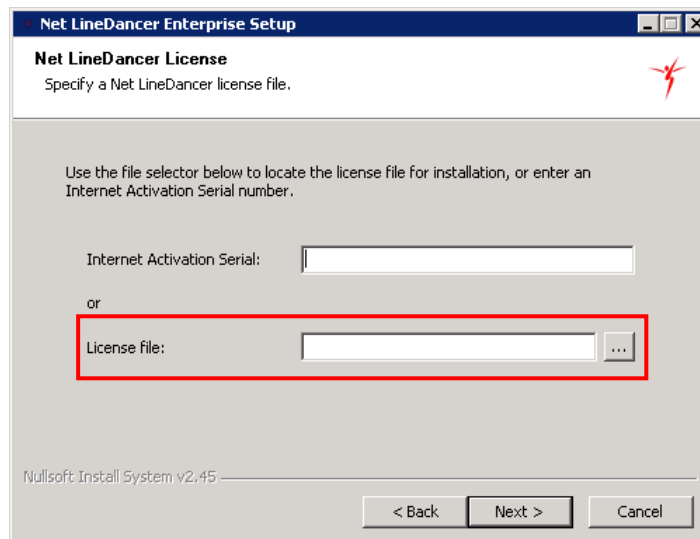 Net LineDancer Enterprise Setup
Net LineDancer License
Specify a Net LineDancer license file.
Use the file selector below to locate the license file for installation, or enter an
Internet Activation Serial number.
Internet Activation Serial:
or
License file:
...
Nullsoft Install System v2.45
< Back
Next >
Cancel